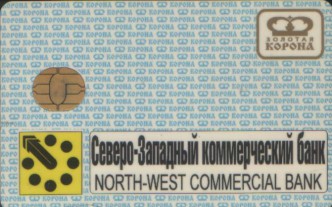 ЗОЛОТАЯ
КОРОНА
Северо-Западный коммерческий банк
NORTH-WEST COMMERCIAL BANK